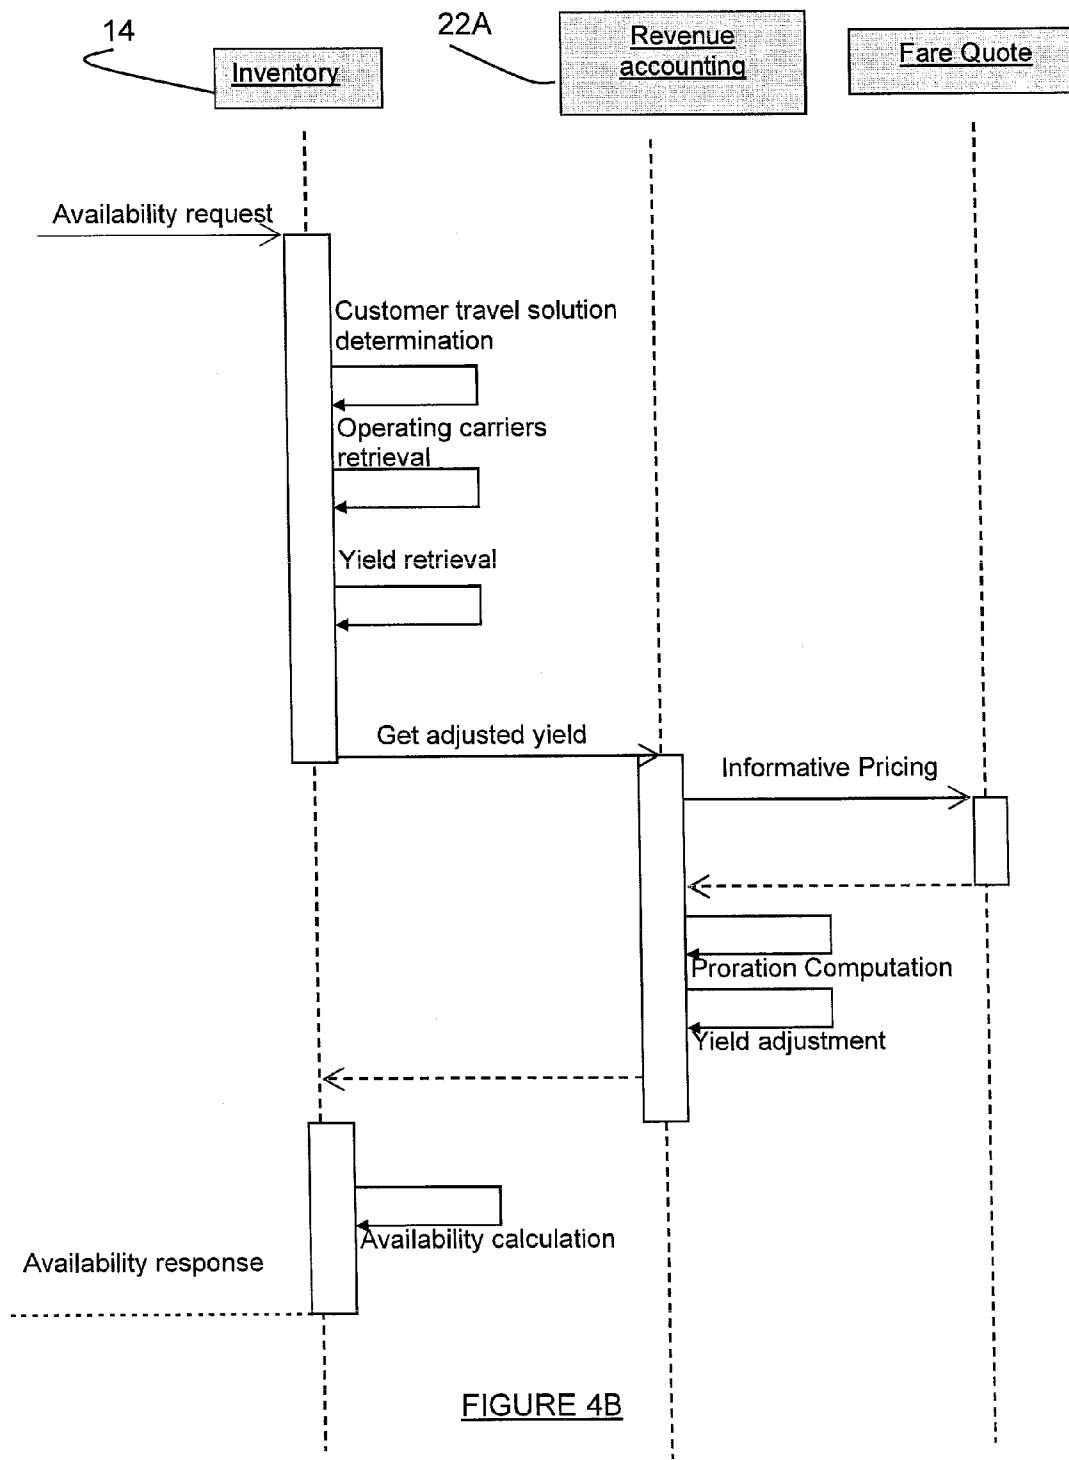 14
22A
Inventory
Revenue
accounting
Fare Quote
Availability request
Customer travel solution
determination
Operating carriers
retrieval
Yield retrieval
Get adjusted yield
Informative Pricing
Proration Computation
Yield adjustment
Availability calculation
Availability response
FIGURE 4B